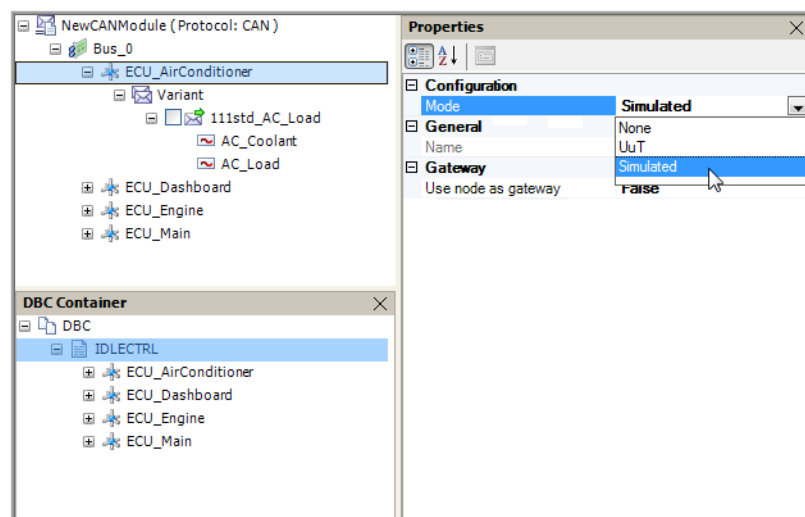 NewCANModule (Protocol: CAN)
Bus_0
ECU_AirConditioner
Variant
111std_AC_Load
AC_Coolant
AC_Load
ECU_Dashboard
ECU_Engine
ECU_Main
DBC Container
DBC
IDLECTRL
ECU_AirConditioner
ECU_Dashboard
ECU_Engine
ECU_Main
Properties
A
Z
Configuration
Mode Simulated
None
General
UuT
Name
Simulated
Gateway
Use node as gateway False